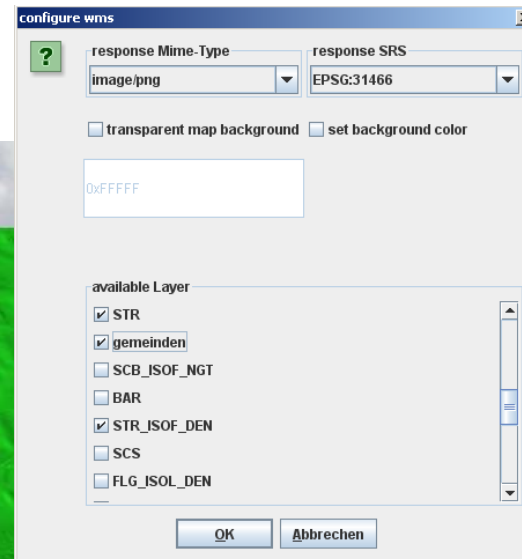 configure wms
response Mime-Type response SRS
image/png EPSG:31466
transparent map background set background color
0xFFFFF
available Layer
STR
gemeinden
SCB_ISOF_NGT
BAR
STR_ISOF_DEN
SCS
FLG_ISOL_DEN
OK Abbrechen